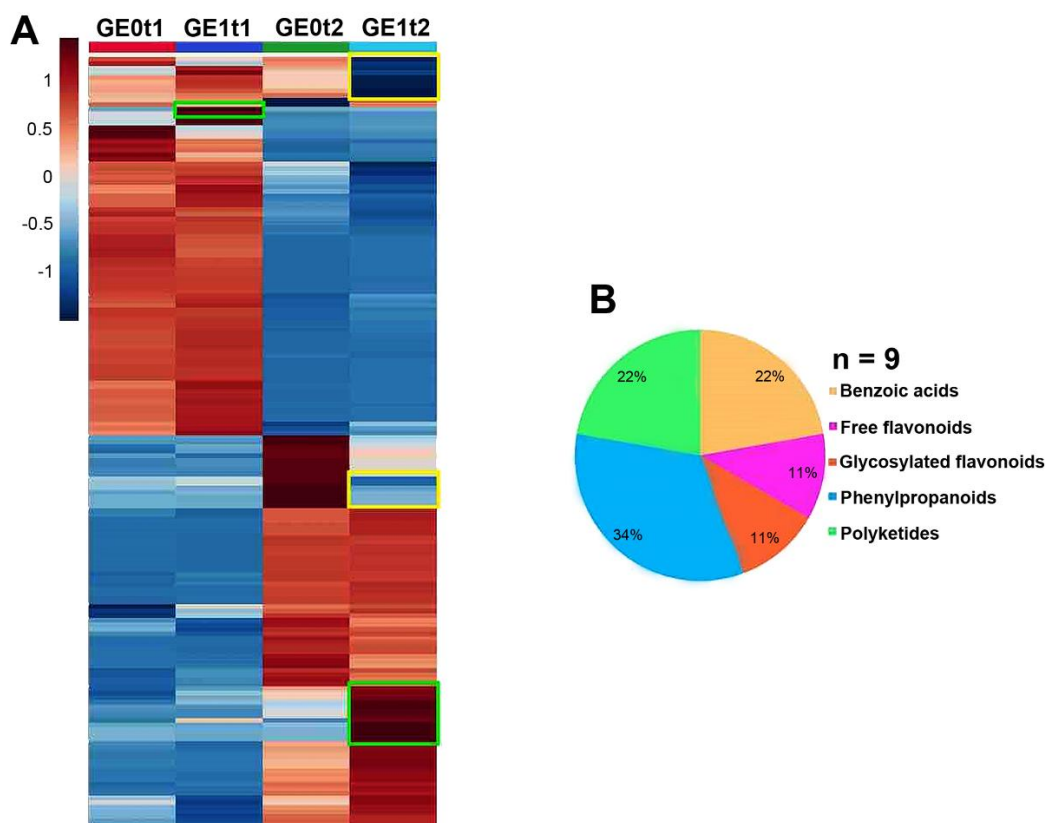 A
GE0t1 GE1t1 GE0t2 GE1t2
1
0.5
0
-0.5
-1
B
n = 9
22%
22%
11%
11%
34%
Benzoic acids
Free flavonoids
Glycosylated flavonoids
Phenylpropanoids
Polyketides